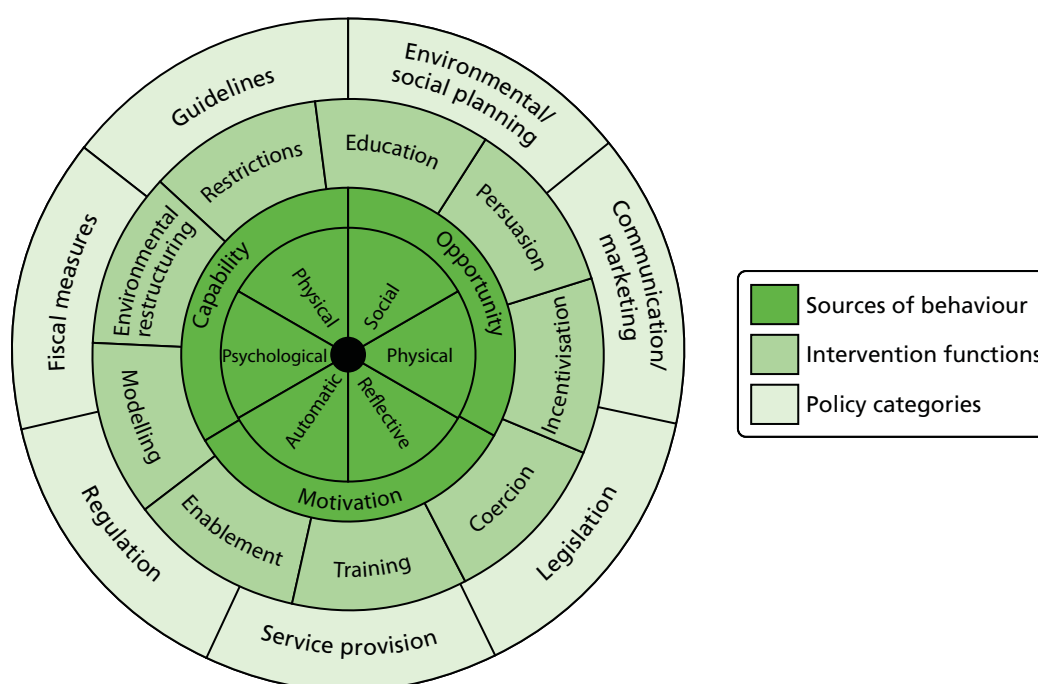 Guidelines
Environmental/
social planning
Communication/
marketing
Legislation
Service provision
Regulation
Fiscal measures
Restrictions
Education
Persuasion
Incentivisation
Coercion
Training
Enablement
Modelling
Environmental
restructuring
Capability
Opportunity
Motivation
Physical
Social
Physical
Reflective
Automatic
Psychological
Sources of behaviour
Intervention functions
Policy categories